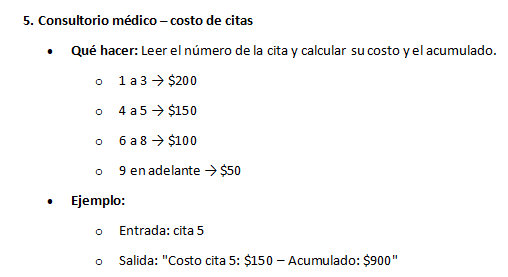 5. Consultorio médico – costo de citas
• Qué hacer: Leer el número de la cita y calcular su costo y el acumulado.
o 1 a 3 → $200
o 4 a 5 → $150
o 6 a 8 → $100
o 9 en adelante → $50
• Ejemplo:
o Entrada: cita 5
o Salida: "Costo cita 5: $150 – Acumulado: $900"